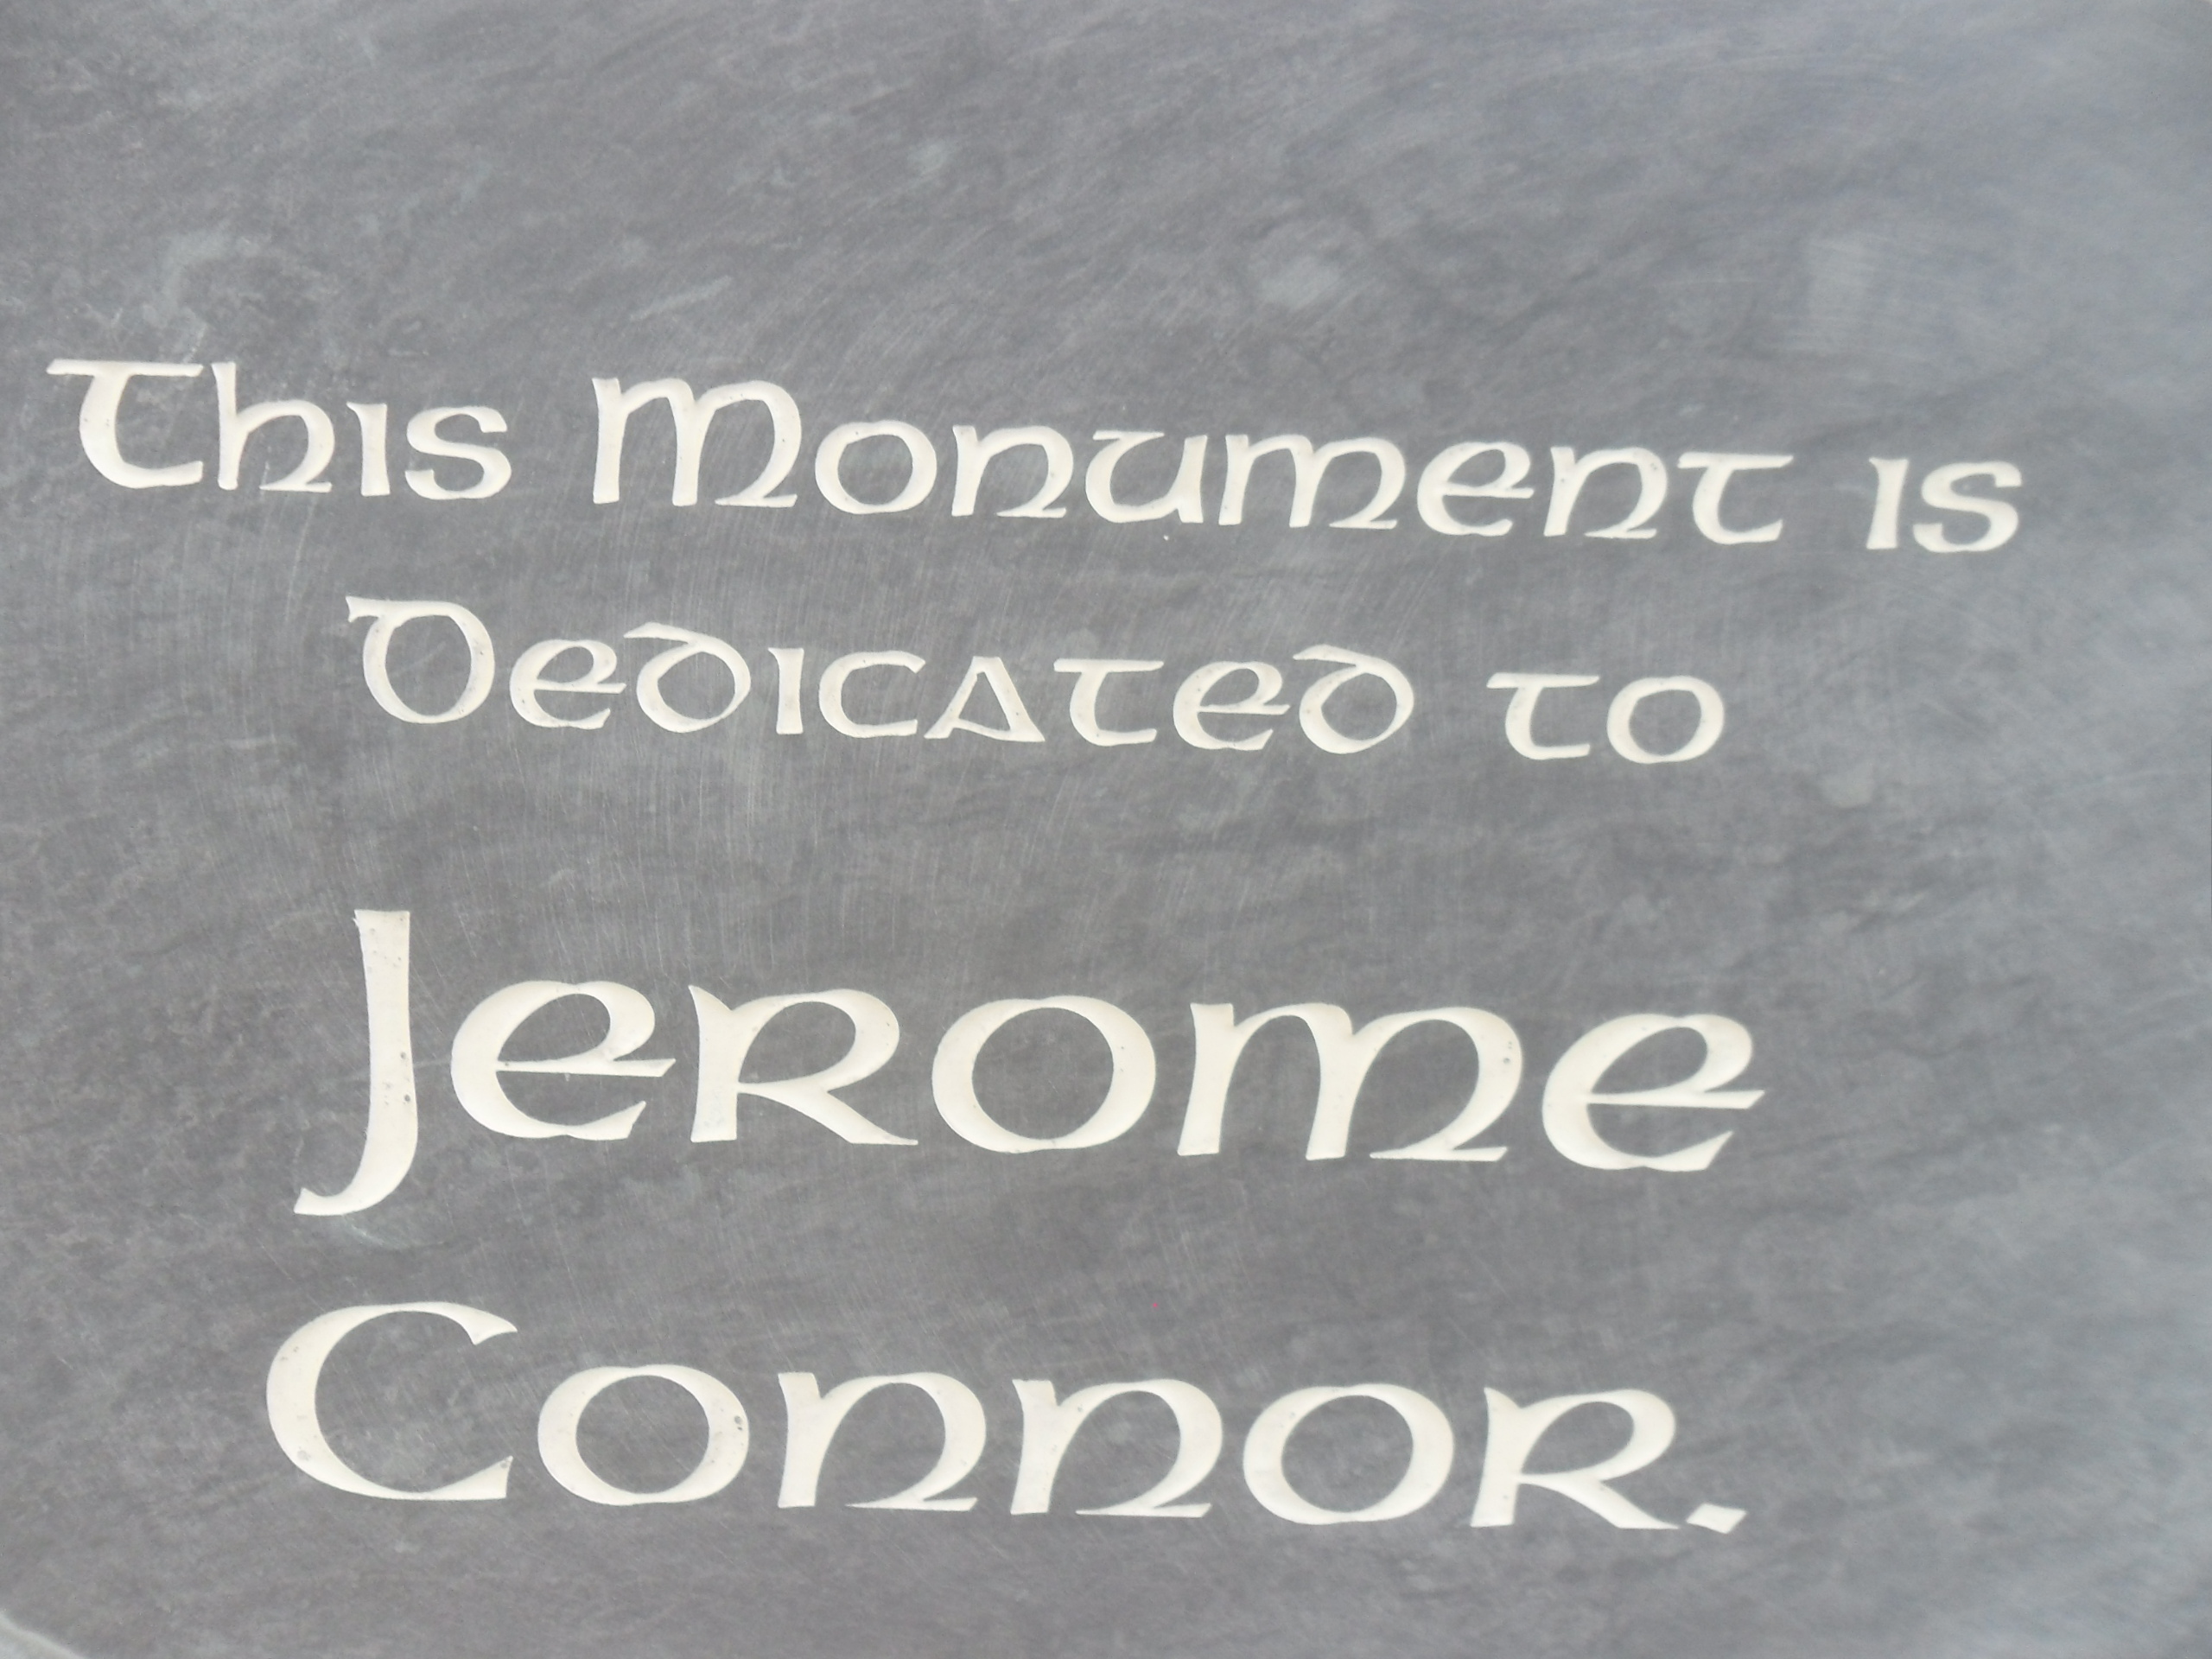 This Monument is
Dedicated to
Jerome
Connor.